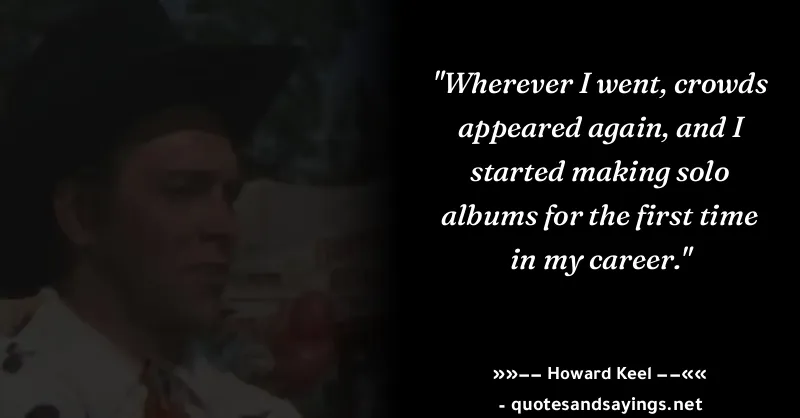 "Wherever I went, crowds
appeared again, and I
started making solo
albums for the first time
in my career."
»»−− Howard Keel −−««
- quotesandsayings.net